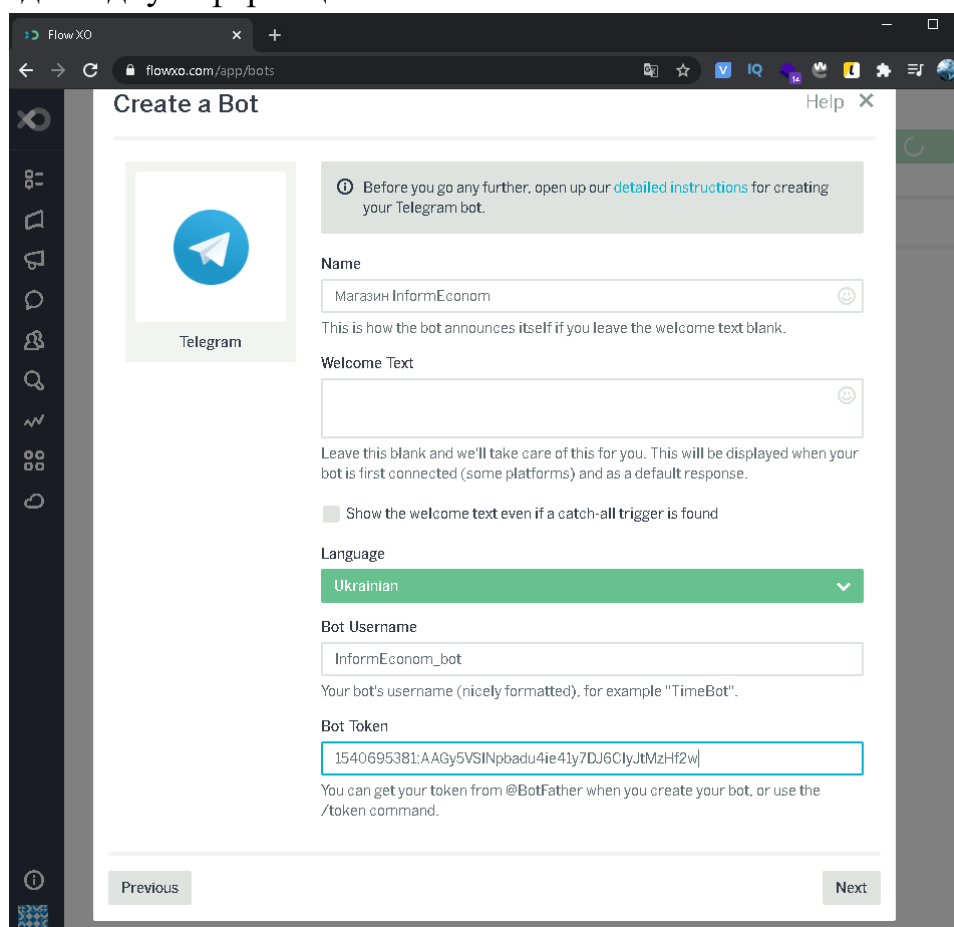 Flow XO
flowxo.com/app/bots
IQ
14
Create a Bot
Help
Before you go any further, open up our detailed instructions for creating
your Telegram bot.
Name
Магазин InformEconom
This is how the bot announces itself if you leave the welcome text blank.
Telegram
Welcome Text
Leave this blank and we'll take care of this for you. This will be displayed when your
bot is first connected (some platforms) and as a default response.
Show the welcome text even if a catch-all trigger is found
Language
Ukrainian
Bot Username
InformEconom_bot
Your bot's username (nicely formatted), for example "TimeBot".
Bot Token
You can get your token from @BotFather when you create your bot, or use the
/token command.
Previous
Next